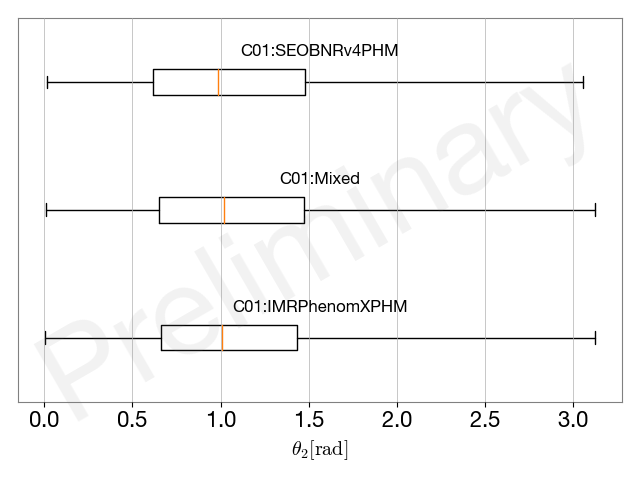 C01:SEOBNRv4PHM
C01:Mixed
C01:IMRPhenomXPHM
Preliminary
0.0 0.5 1.0 1.5 2.0 2.5 3.0
θ₂[rad]